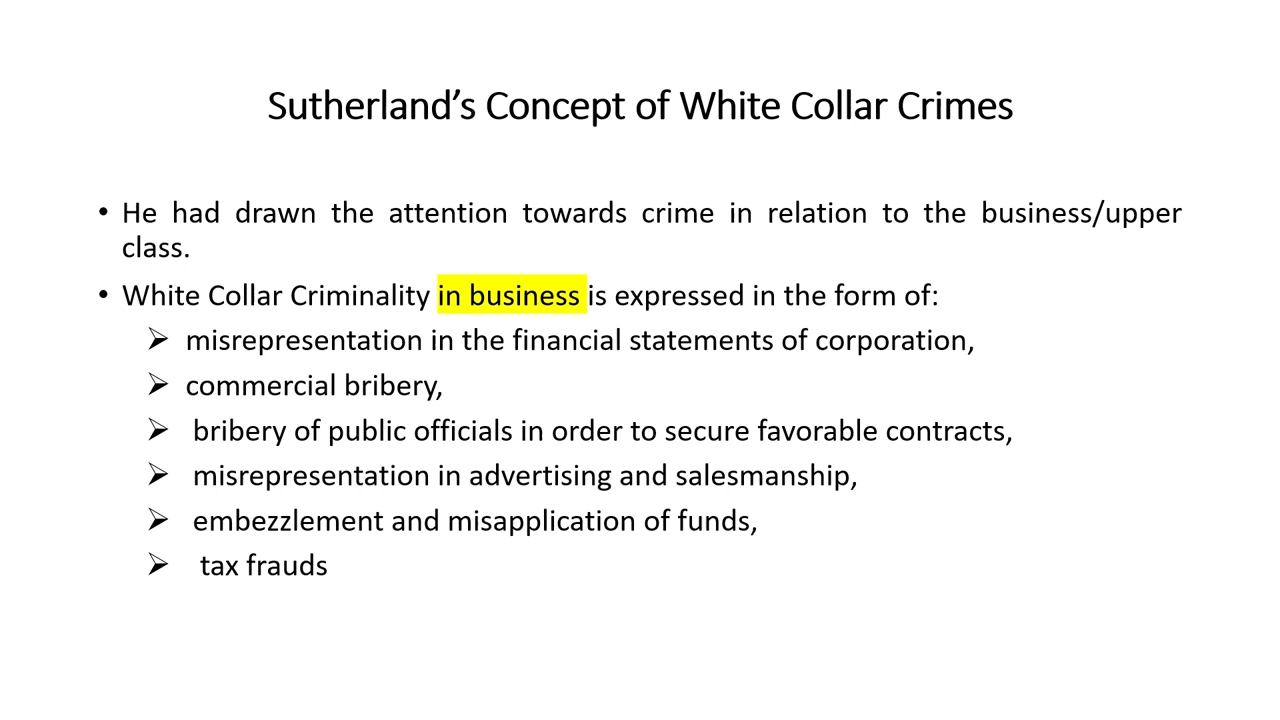 Sutherland’s Concept of White Collar Crimes
• He had drawn the attention towards crime in relation to the business/upper
class.
• White Collar Criminality in business is expressed in the form of:
➢ misrepresentation in the financial statements of corporation,
➢ commercial bribery,
➢ bribery of public officials in order to secure favorable contracts,
➢ misrepresentation in advertising and salesmanship,
➢ embezzlement and misapplication of funds,
➢ tax frauds